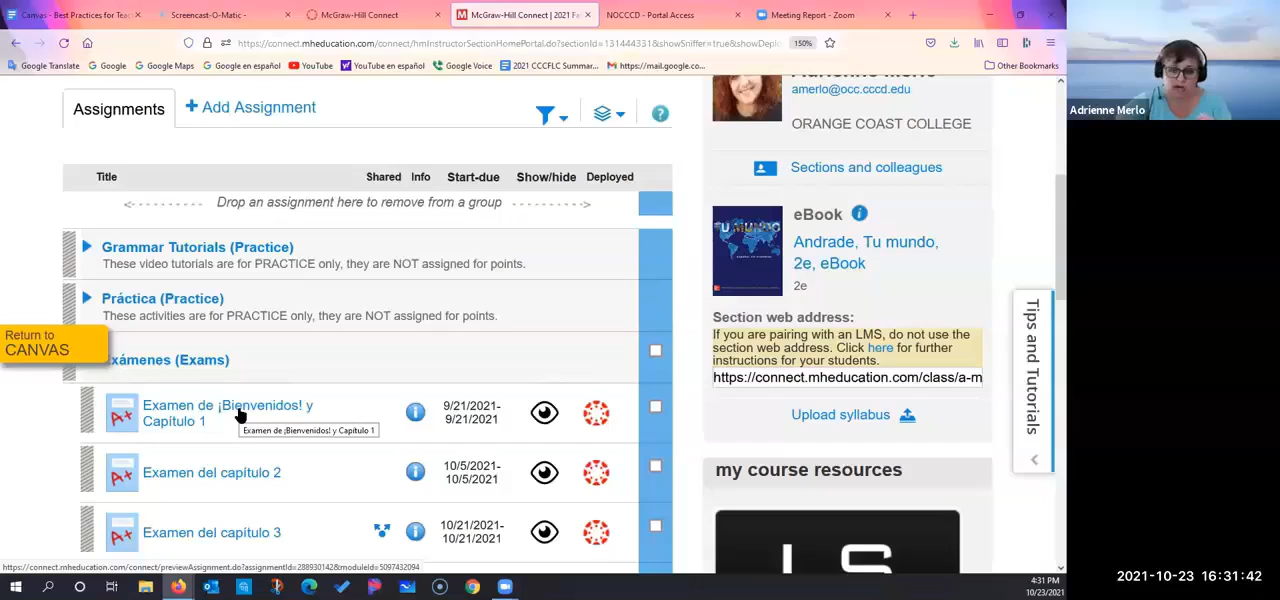 Canvas - Best Practices for Teac
Screencast-O-Matic -
McGraw-Hill Connect
McGraw-Hill Connect | 2021 Fa
NOCCCD - Portal Access
Meeting Report - Zoom
https://connect.mheducation.com/connect/hmInstructorSectionHomePortal.do?sectionId=131444331&showSniffer=true&showDeplo
150%
Google Translate
Google
Google Maps
Google en español
YouTube
YouTube en español
Google Voice
2021 CCCFLC Summar...
https://mail.google.co...
Other Bookmarks
Assignments
Add Assignment
Title
Shared
Info
Start-due
Show/hide
Deployed
Drop an assignment here to remove from a group
Grammar Tutorials (Practice)
These video tutorials are for PRACTICE only, they are NOT assigned for points.
Práctica (Practice)
These activities are for PRACTICE only, they are NOT assigned for points.
Return to
CANVAS
xámenes (Exams)
A+
Examen de ¡Bienvenidos! y
Capítulo 1
9/21/2021-
9/21/2021
Examen de ¡Bienvenidos! y Capítulo 1
A+
Examen del capítulo 2
10/5/2021-
10/5/2021
A+
Examen del capítulo 3
10/21/2021-
10/21/2021
https://connect.mheducation.com/connect/previewAssignment.do?assignmentId=288930142&moduleId=5097432094
amerlo@occ.cccd.edu
ORANGE COAST COLLEGE
Sections and colleagues
TU MUNDO
eBook
Andrade, Tu mundo,
2e, eBook
2e
Section web address:
If you are pairing with an LMS, do not use the
section web address. Click here for further
instructions for your students.
https://connect.mheducation.com/class/a-m
Upload syllabus
my course resources
LS
Tips and Tutorials
Adrienne Merlo
4:31 PM
10/23/2021
2021-10-23 16:31:42